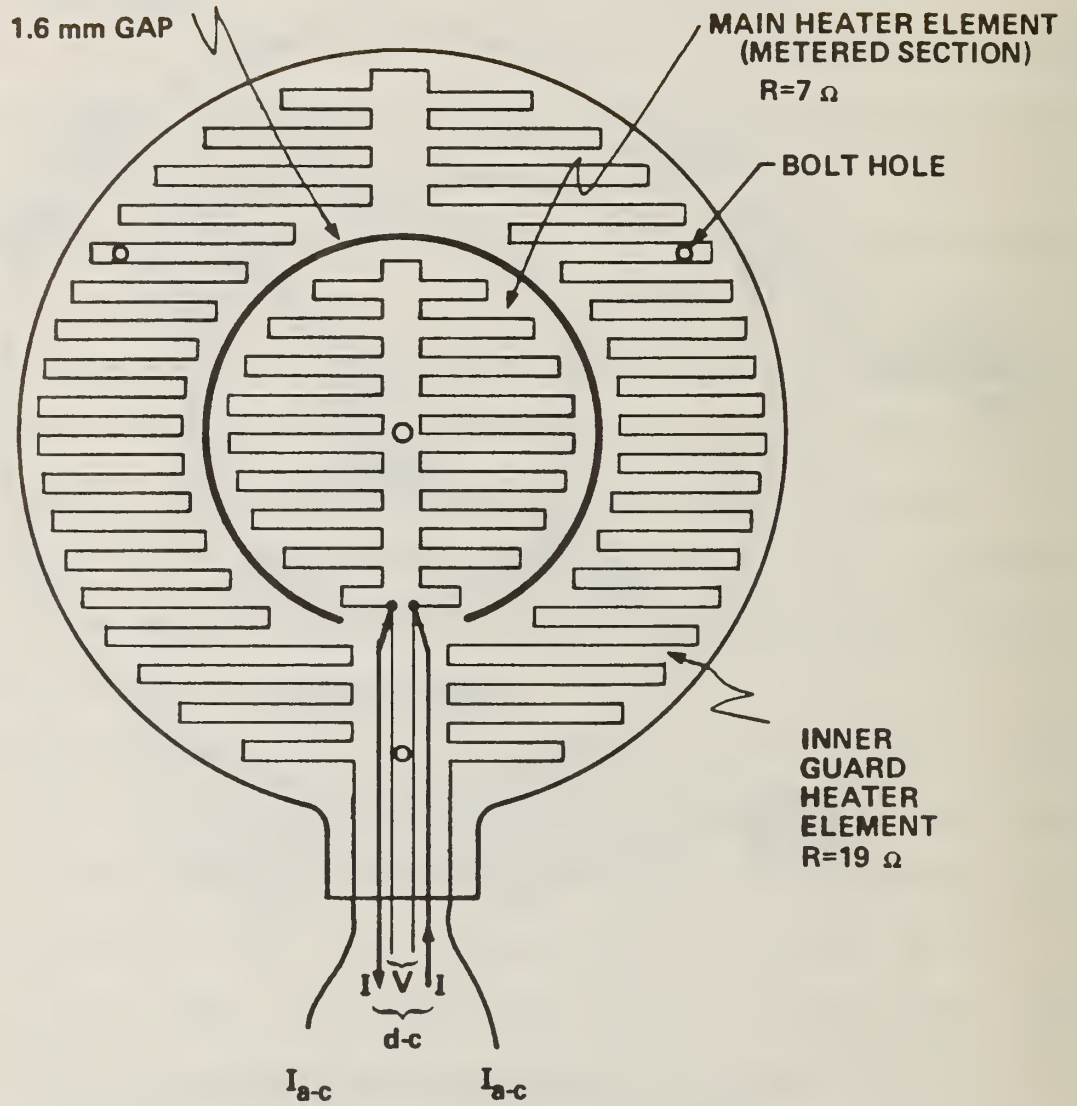 1.6 mm GAP
MAIN HEATER ELEMENT
(METERED SECTION)
R=7 Ω
BOLT HOLE
INNER
GUARD
HEATER
ELEMENT
R=19 Ω
I V I
d-c
Ia-c Ia-c